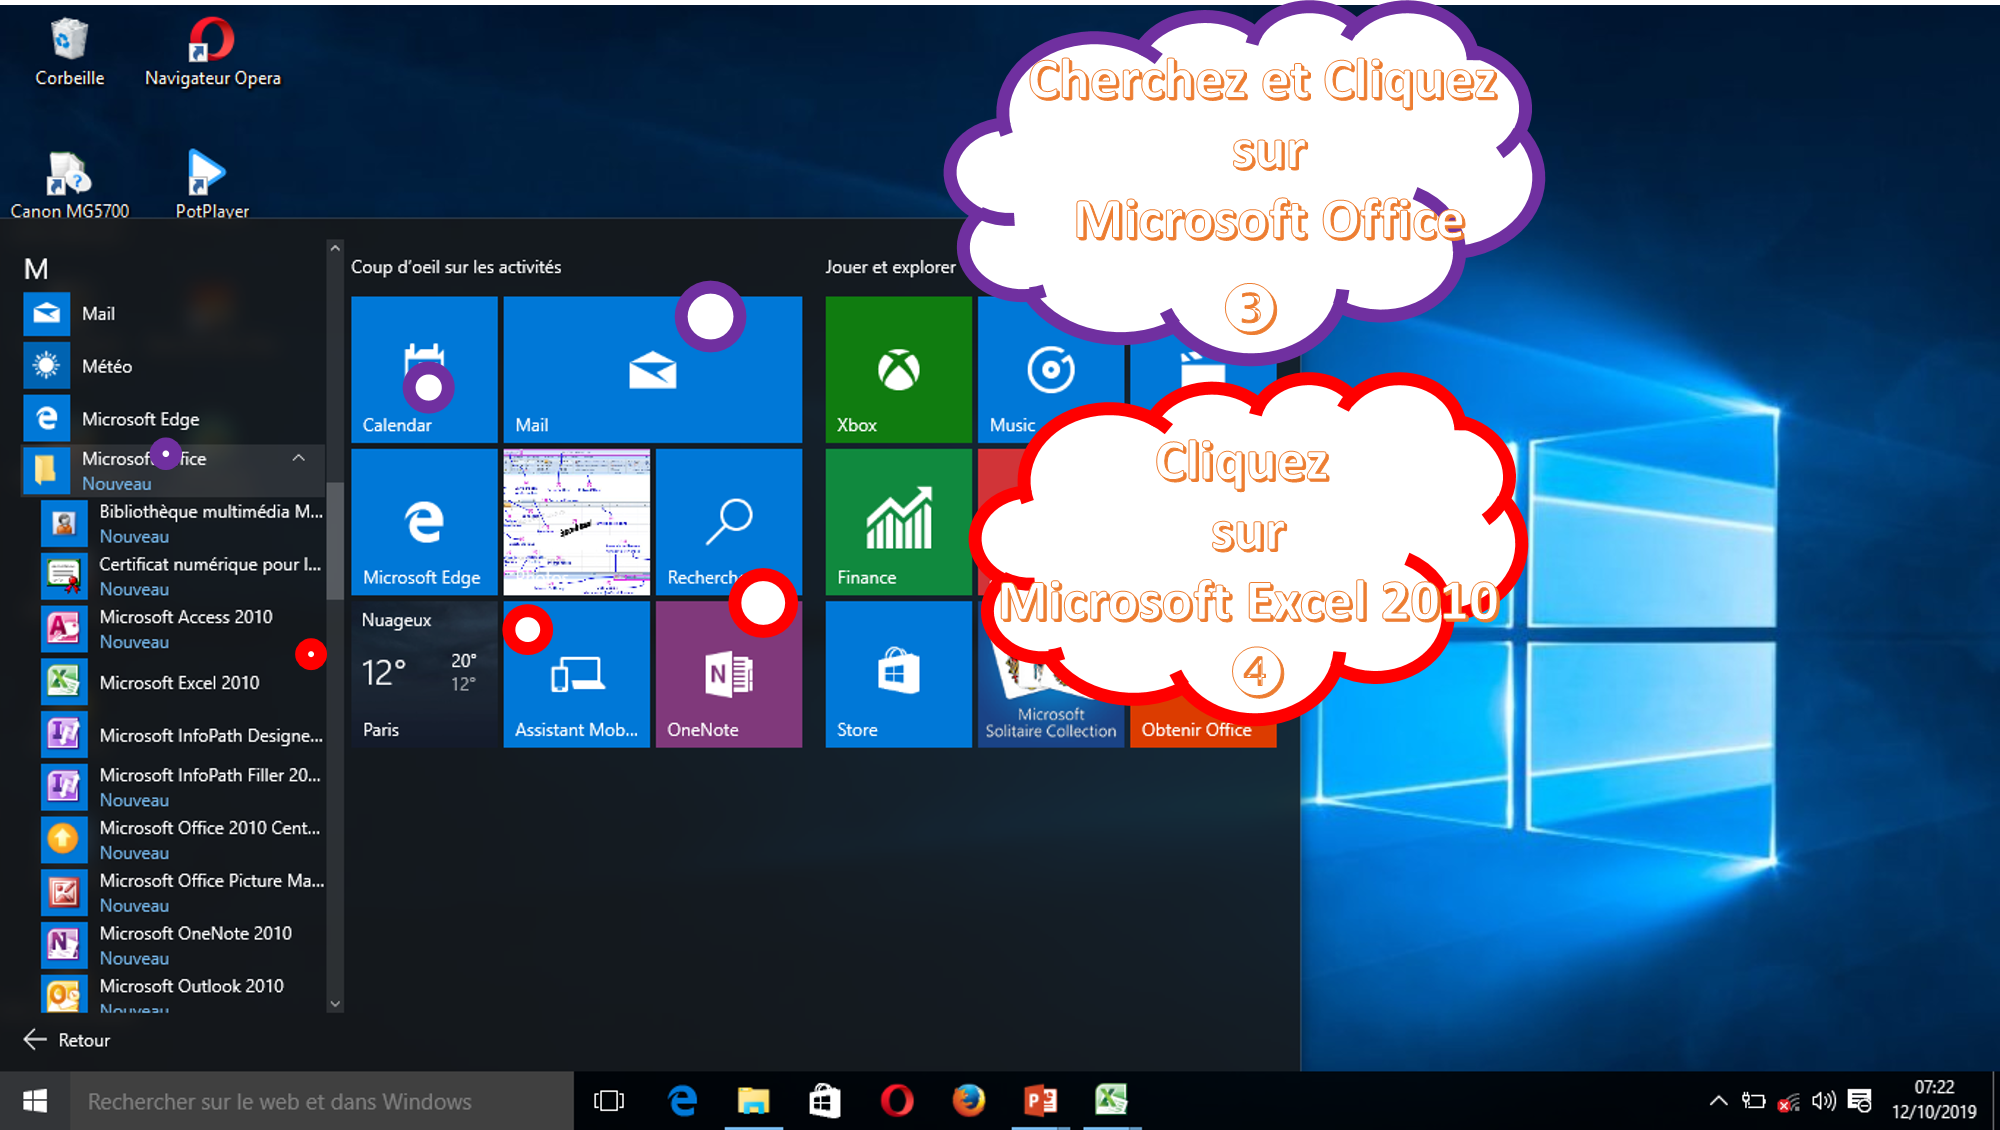 Corbeille
Navigateur Opera
Canon MG5700
PotPlayer
Cherchez et Cliquez
sur
Microsoft Office
③
M
Mail
Météo
Microsoft Edge
Microsoft Office
Nouveau
Bibliothèque multimédia M...
Nouveau
Certificat numérique pour l...
Nouveau
Microsoft Access 2010
Nouveau
Microsoft Excel 2010
Microsoft InfoPath Designe...
Microsoft InfoPath Filler 20...
Nouveau
Microsoft Office 2010 Cent...
Nouveau
Microsoft Office Picture Ma...
Nouveau
Microsoft OneNote 2010
Nouveau
Microsoft Outlook 2010
Nouveau
Retour
Coup d'oeil sur les activités
Calendar
Mail
Microsoft Edge
Recherch
Nuageux
12°
20°
12°
Paris
Assistant Mob...
OneNote
Jouer et explorer
Xbox
Music
Finance
Store
Microsoft
Solitaire Collection
Obtenir Office
Cliquez
sur
Microsoft Excel 2010
④
Rechercher sur le web et dans Windows
07:22
12/10/2019